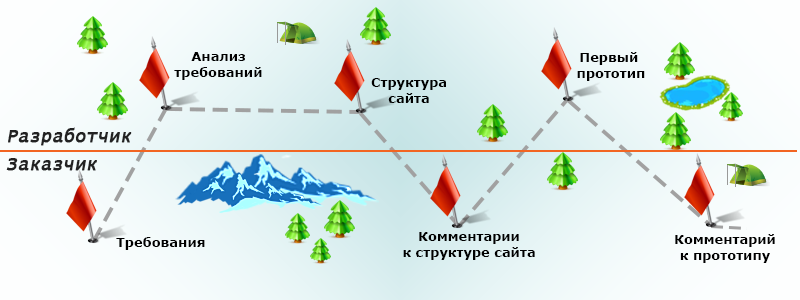 Анализ
требований
Структура
сайта
Первый
прототип
Разработчик
Заказчик
Требования
Комментарии
к структуре сайта
Комментарий
к прототипу